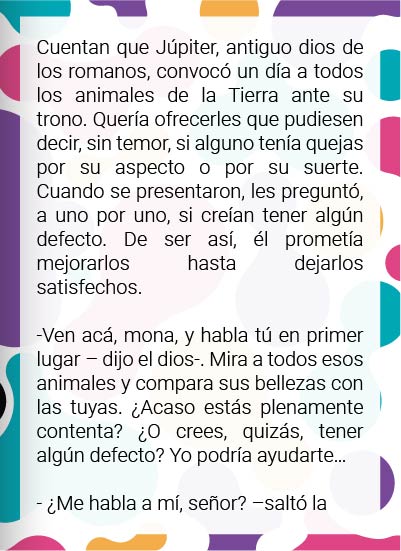 Cuentan que Júpiter, antiguo dios de
los romanos, convocó un día a todos
los animales de la Tierra ante su
trono. Quería ofrecerles que pudiesen
decir, sin temor, si alguno tenía quejas
por su aspecto o por su suerte.
Cuando se presentaron, les preguntó,
a uno por uno, si creían tener algún
defecto. De ser así, él prometía
mejorarlos hasta dejarlos
satisfechos.

-Ven acá, mona, y habla tú en primer
lugar – dijo el dios-. Mira a todos esos
animales y compara sus bellezas con
las tuyas. ¿Acaso estás plenamente
contenta? ¿O crees, quizás, tener
algún defecto? Yo podría ayudarte...

- ¿Me habla a mí, señor? –saltó la